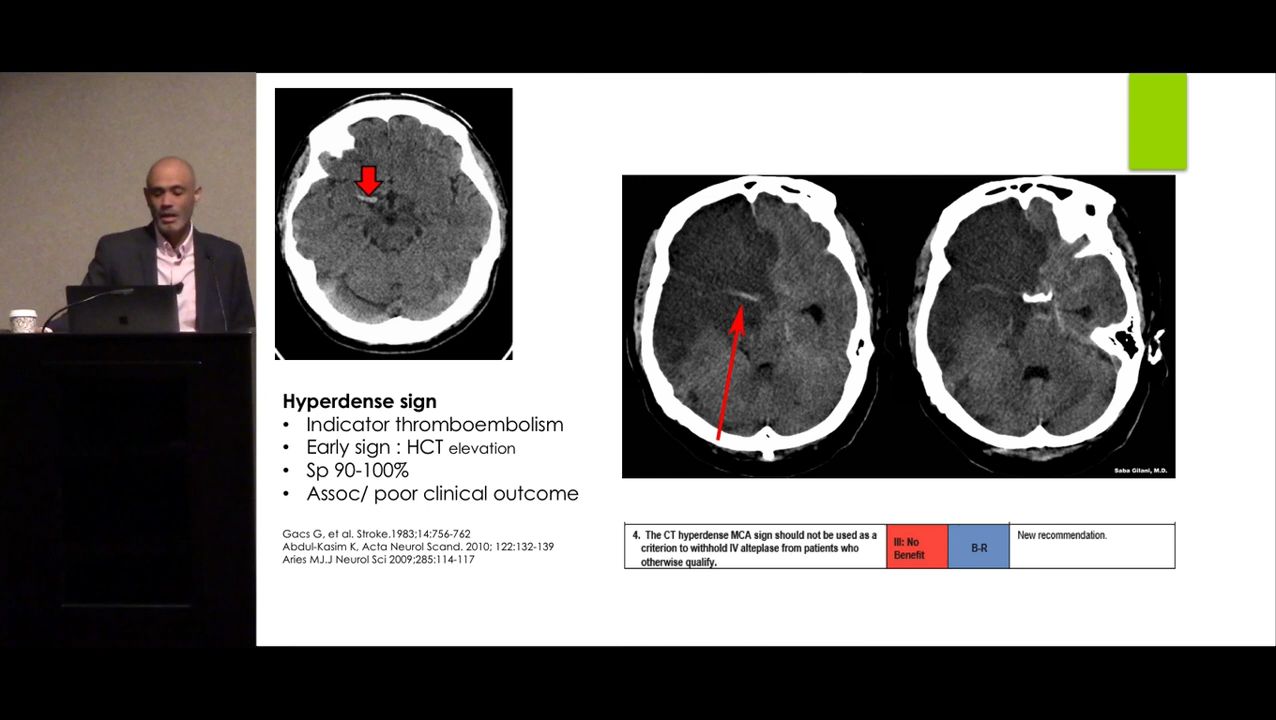 Hyperdense sign
• Indicator thromboembolism
• Early sign : HCT elevation
• Sp 90-100%
• Assoc/ poor clinical outcome
Gacs G, et al. Stroke.1983;14:756-762
Abdul-Kasim K, Acta Neurol Scand. 2010; 122:132-139
Aries MJ.J Neurol Sci 2009;285:114-117
Saba Gilani, M.D.
4. The CT hyperdense MCA sign should not be used as a
criterion to withhold IV alteplase from patients who
otherwise qualify.
III: No
Benefit
B-R
New recommendation.